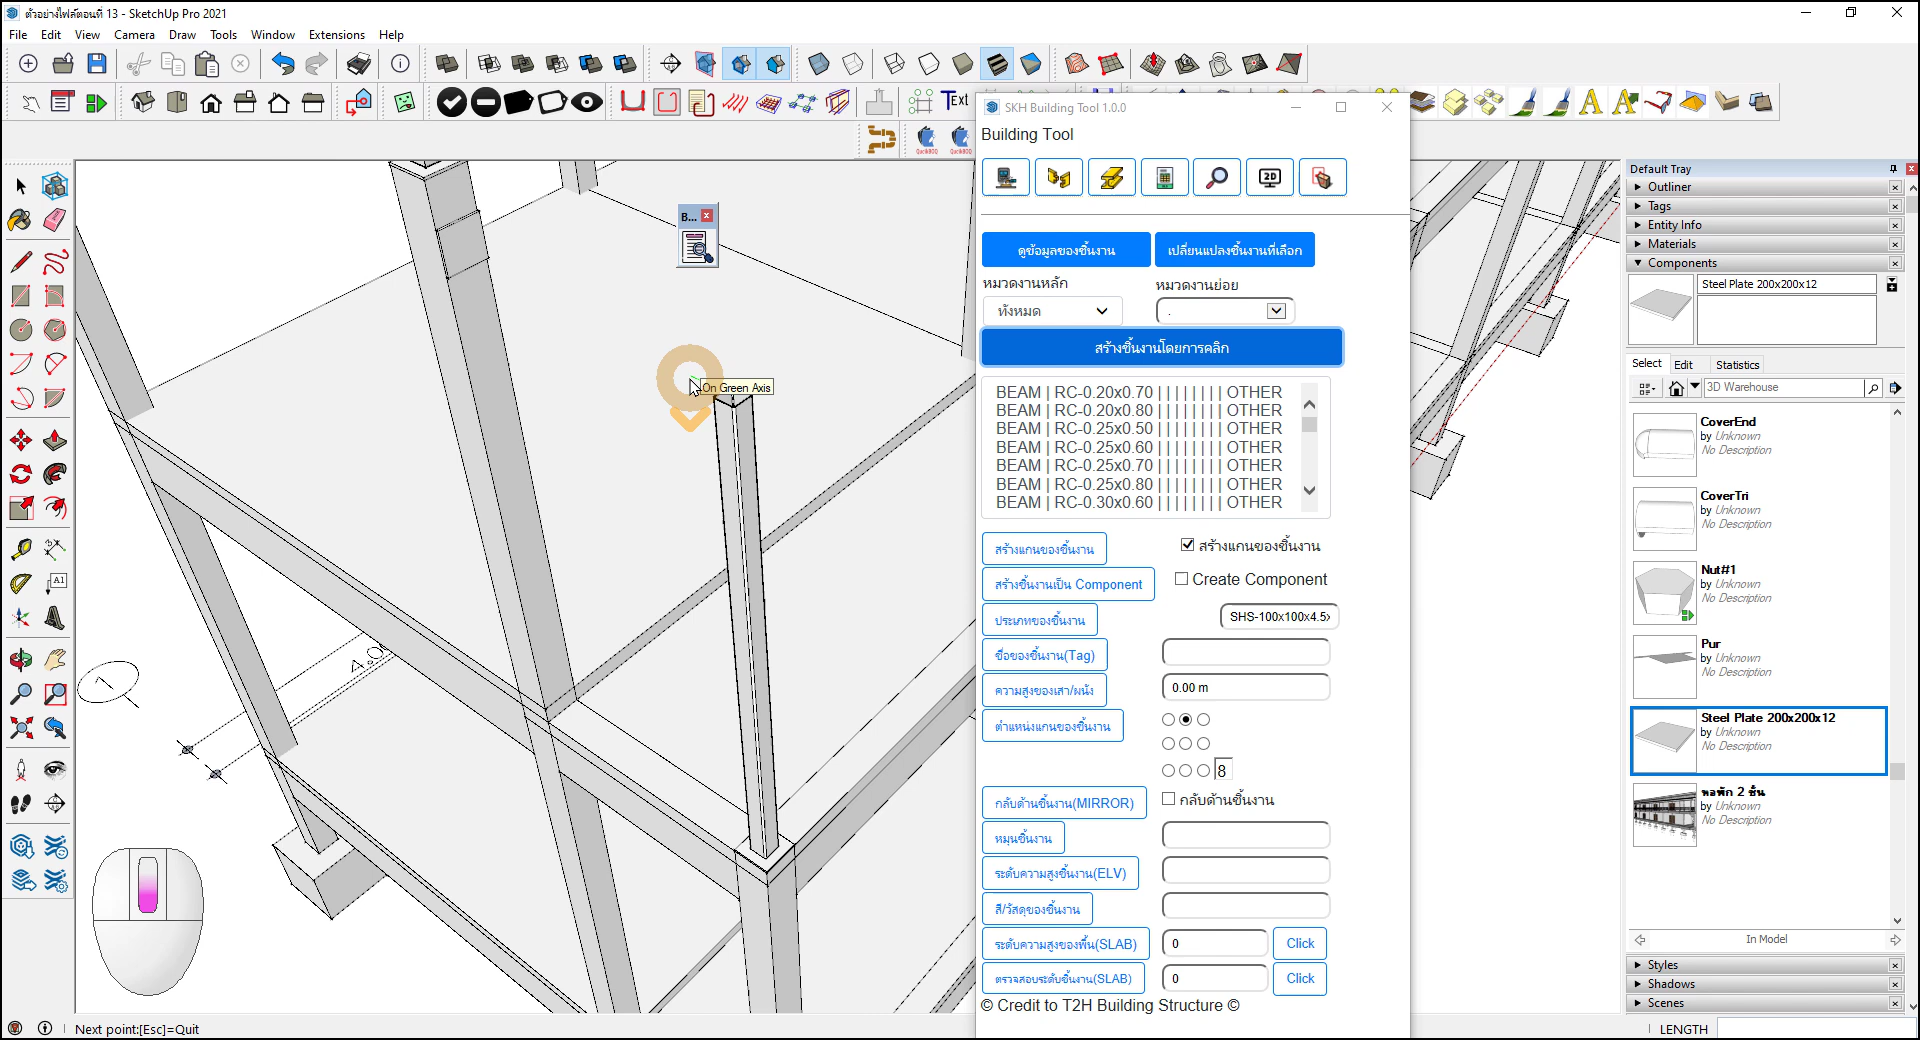 ตัวอย่างไฟล์ตอนที่ 13 - SketchUp Pro 2021
File Edit View Camera Draw Tools Window Extensions Help
Text
SKH Building Tool 1.0.0
Building Tool
2D
ดูข้อมูลของชิ้นงาน เปลี่ยนแปลงชิ้นงานที่เลือก
หมวดงานหลัก หมวดงานย่อย
ทั้งหมด .
สร้างชิ้นงานโดยการคลิก
BEAM | RC-0.20x0.70 | | | | | | | | OTHER
BEAM | RC-0.20x0.80 | | | | | | | | OTHER
BEAM | RC-0.25x0.50 | | | | | | | | OTHER
BEAM | RC-0.25x0.60 | | | | | | | | OTHER
BEAM | RC-0.25x0.70 | | | | | | | | OTHER
BEAM | RC-0.25x0.80 | | | | | | | | OTHER
BEAM | RC-0.30x0.60 | | | | | | | | OTHER
สร้างแกนของชิ้นงาน สร้างแกนของชิ้นงาน
สร้างชิ้นงานเป็น Component Create Component
ประเภทของชิ้นงาน SHS-100x100x4.5x
ชื่อของชิ้นงาน(Tag)
ความสูงของเสา/ผนัง 0.00 m
ตำแหน่งแกนของชิ้นงาน
8
กลับด้านชิ้นงาน(MIRROR) กลับด้านชิ้นงาน
หมุนชิ้นงาน
ระดับความสูงชิ้นงาน(ELV)
สี/วัสดุของชิ้นงาน
ระดับความสูงของพื้น(SLAB) 0 Click
ตรวจสอบระดับชิ้นงาน(SLAB) 0 Click
© Credit to T2H Building Structure ©
B...
On Green Axis
4.0
1
A1
Default Tray
Outliner
Tags
Entity Info
Materials
Components
Steel Plate 200x200x12
Select Edit Statistics
3D Warehouse
CoverEnd
by Unknown
No Description
CoverTri
by Unknown
No Description
Nut#1
by Unknown
No Description
Pur
by Unknown
No Description
Steel Plate 200x200x12
by Unknown
No Description
หอพัก 2 ชั้น
by Unknown
No Description
In Model
Styles
Shadows
Scenes
Next point:[Esc]=Quit
LENGTH